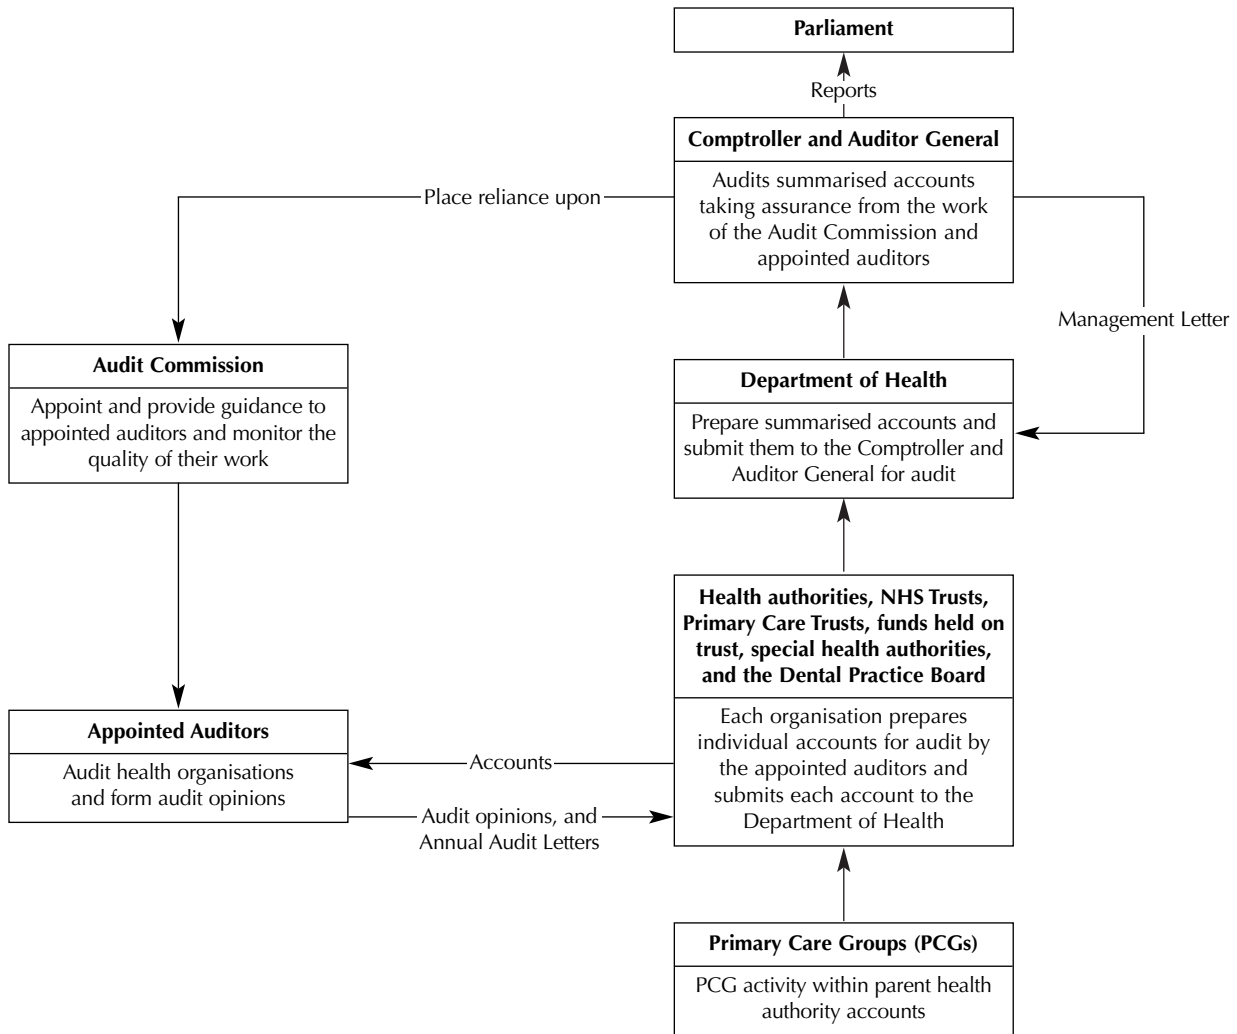 Parliament
Reports
Comptroller and Auditor General
Audits summarised accounts
taking assurance from the work
of the Audit Commission and
appointed auditors
Place reliance upon
Management Letter
Audit Commission
Appoint and provide guidance to
appointed auditors and monitor the
quality of their work
Department of Health
Prepare summarised accounts and
submit them to the Comptroller and
Auditor General for audit
Health authorities, NHS Trusts,
Primary Care Trusts, funds held on
trust, special health authorities,
and the Dental Practice Board
Each organisation prepares
individual accounts for audit by
the appointed auditors and
submits each account to the
Department of Health
Appointed Auditors
Audit health organisations
and form audit opinions
Accounts
Audit opinions, and
Annual Audit Letters
Primary Care Groups (PCGs)
PCG activity within parent health
authority accounts